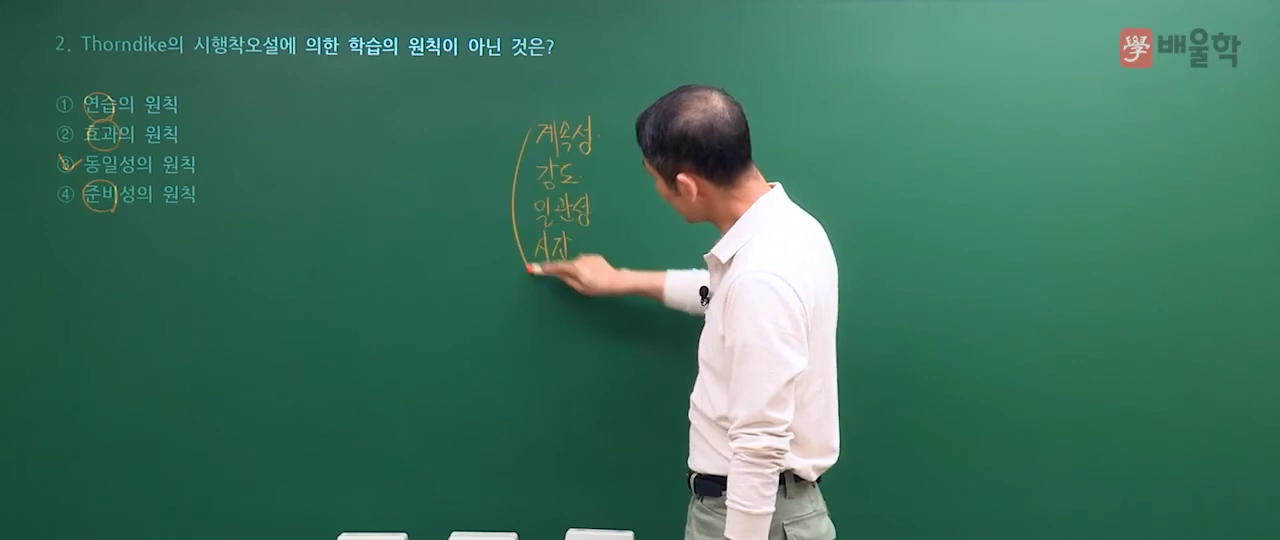 2. Thorndike의 시행착오설에 의한 학습의 원칙이 아닌 것은?
學 배울학
① 연습의 원칙
② 효과의 원칙
③ 동일성의 원칙
④ 준비성의 원칙
계속성
강도
일관성
시간